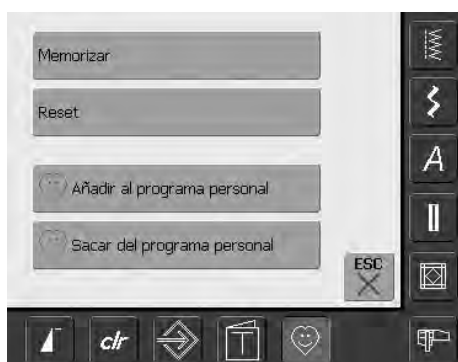 Memorizar
Reset
Añadir al programa personal
Sacar del programa personal
ESC
A
clr
T